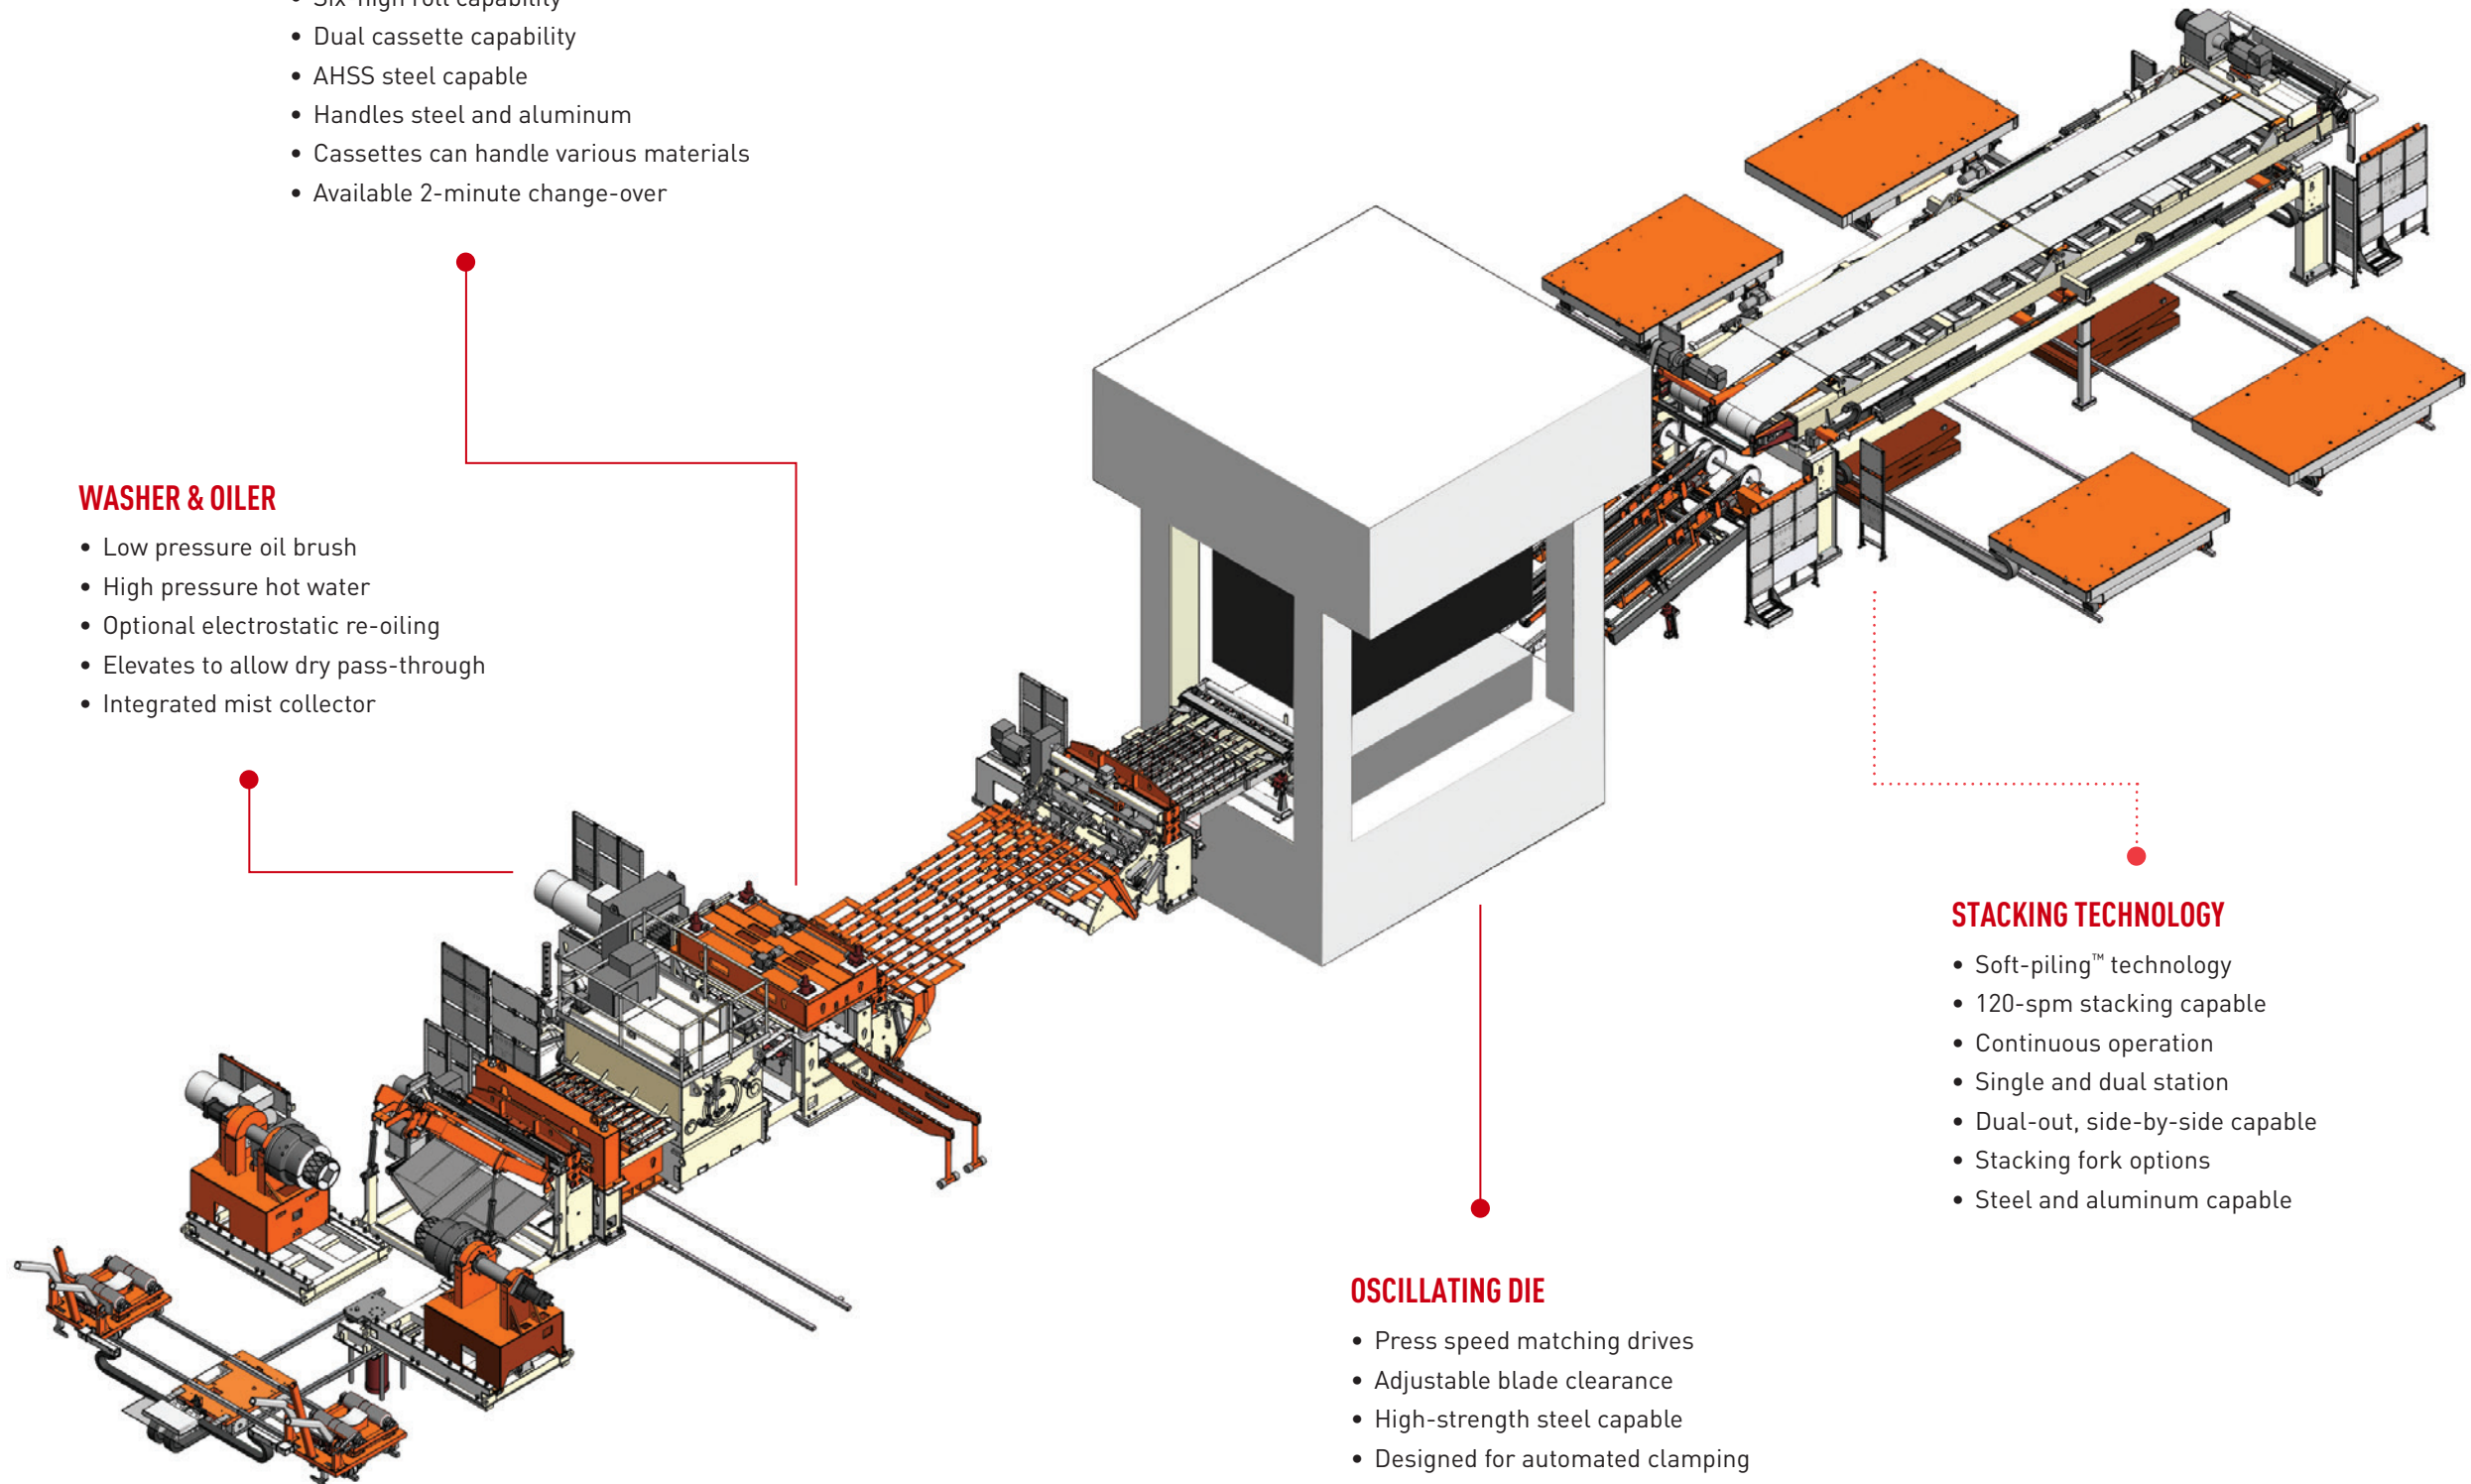 • Six-high roll capability
• Dual cassette capability
• AHSS steel capable
• Handles steel and aluminum
• Cassettes can handle various materials
• Available 2-minute change-over
WASHER & OILER
• Low pressure oil brush
• High pressure hot water
• Optional electrostatic re-oiling
• Elevates to allow dry pass-through
• Integrated mist collector
STACKING TECHNOLOGY
• Soft-piling™ technology
• 120-spm stacking capable
• Continuous operation
• Single and dual station
• Dual-out, side-by-side capable
• Stacking fork options
• Steel and aluminum capable
OSCILLATING DIE
• Press speed matching drives
• Adjustable blade clearance
• High-strength steel capable
• Designed for automated clamping